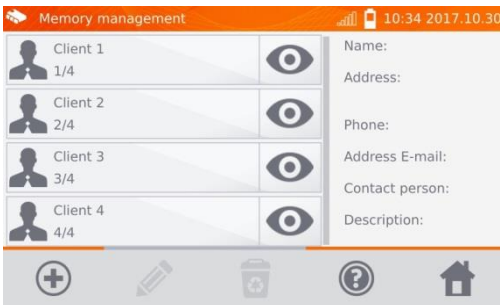 Memory management 10:34 2017.10.30
Client 1
1/4
Client 2
2/4
Client 3
3/4
Client 4
4/4
Name:
Address:
Phone:
Address E-mail:
Contact person:
Description: